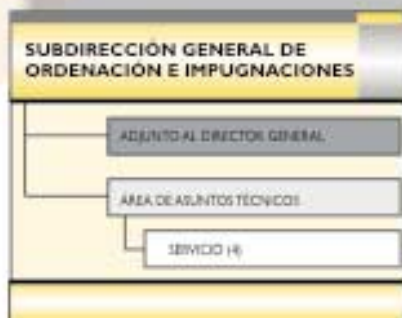 SUBDIRECCIÓN GENERAL DE
ORDENACIÓN E IMPUGNACIONES
ADJUNTO AL DIRECTOR GENERAL
ÁREA DE ASUNTOS TÉCNICOS
SERVICIO (4)